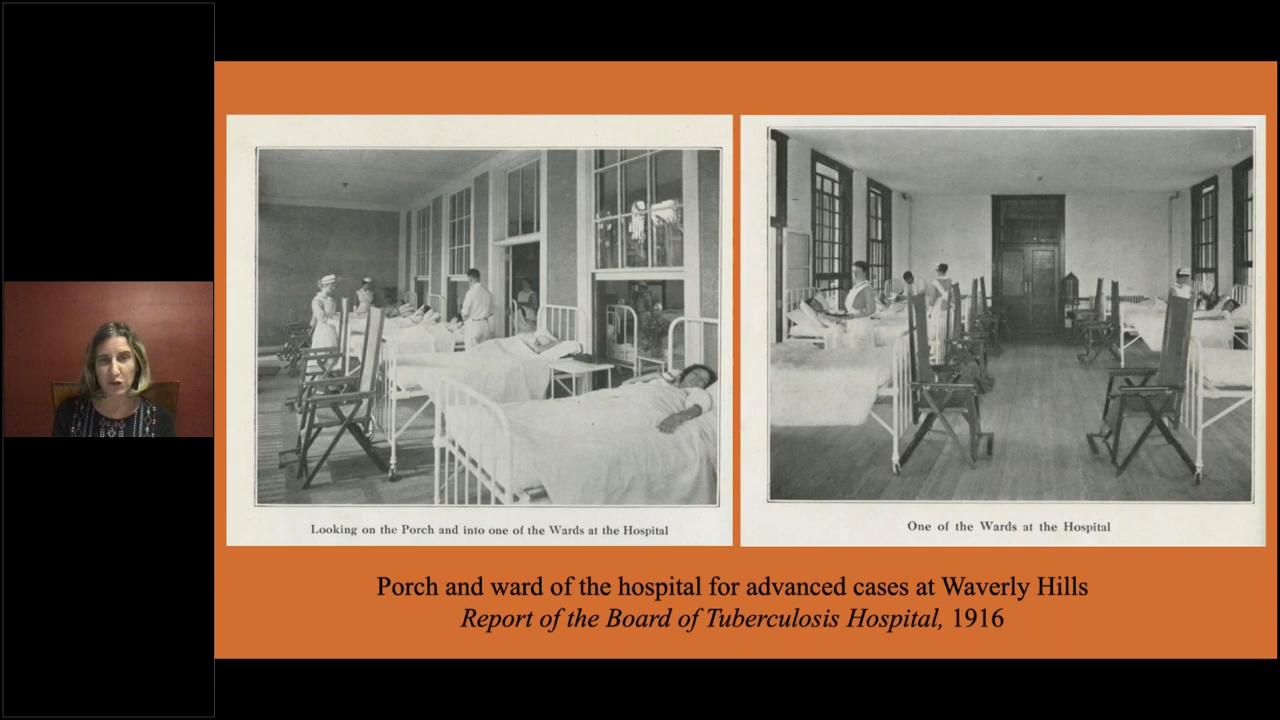 Looking on the Porch and into one of the Wards at the Hospital
One of the Wards at the Hospital
Porch and ward of the hospital for advanced cases at Waverly Hills
Report of the Board of Tuberculosis Hospital, 1916